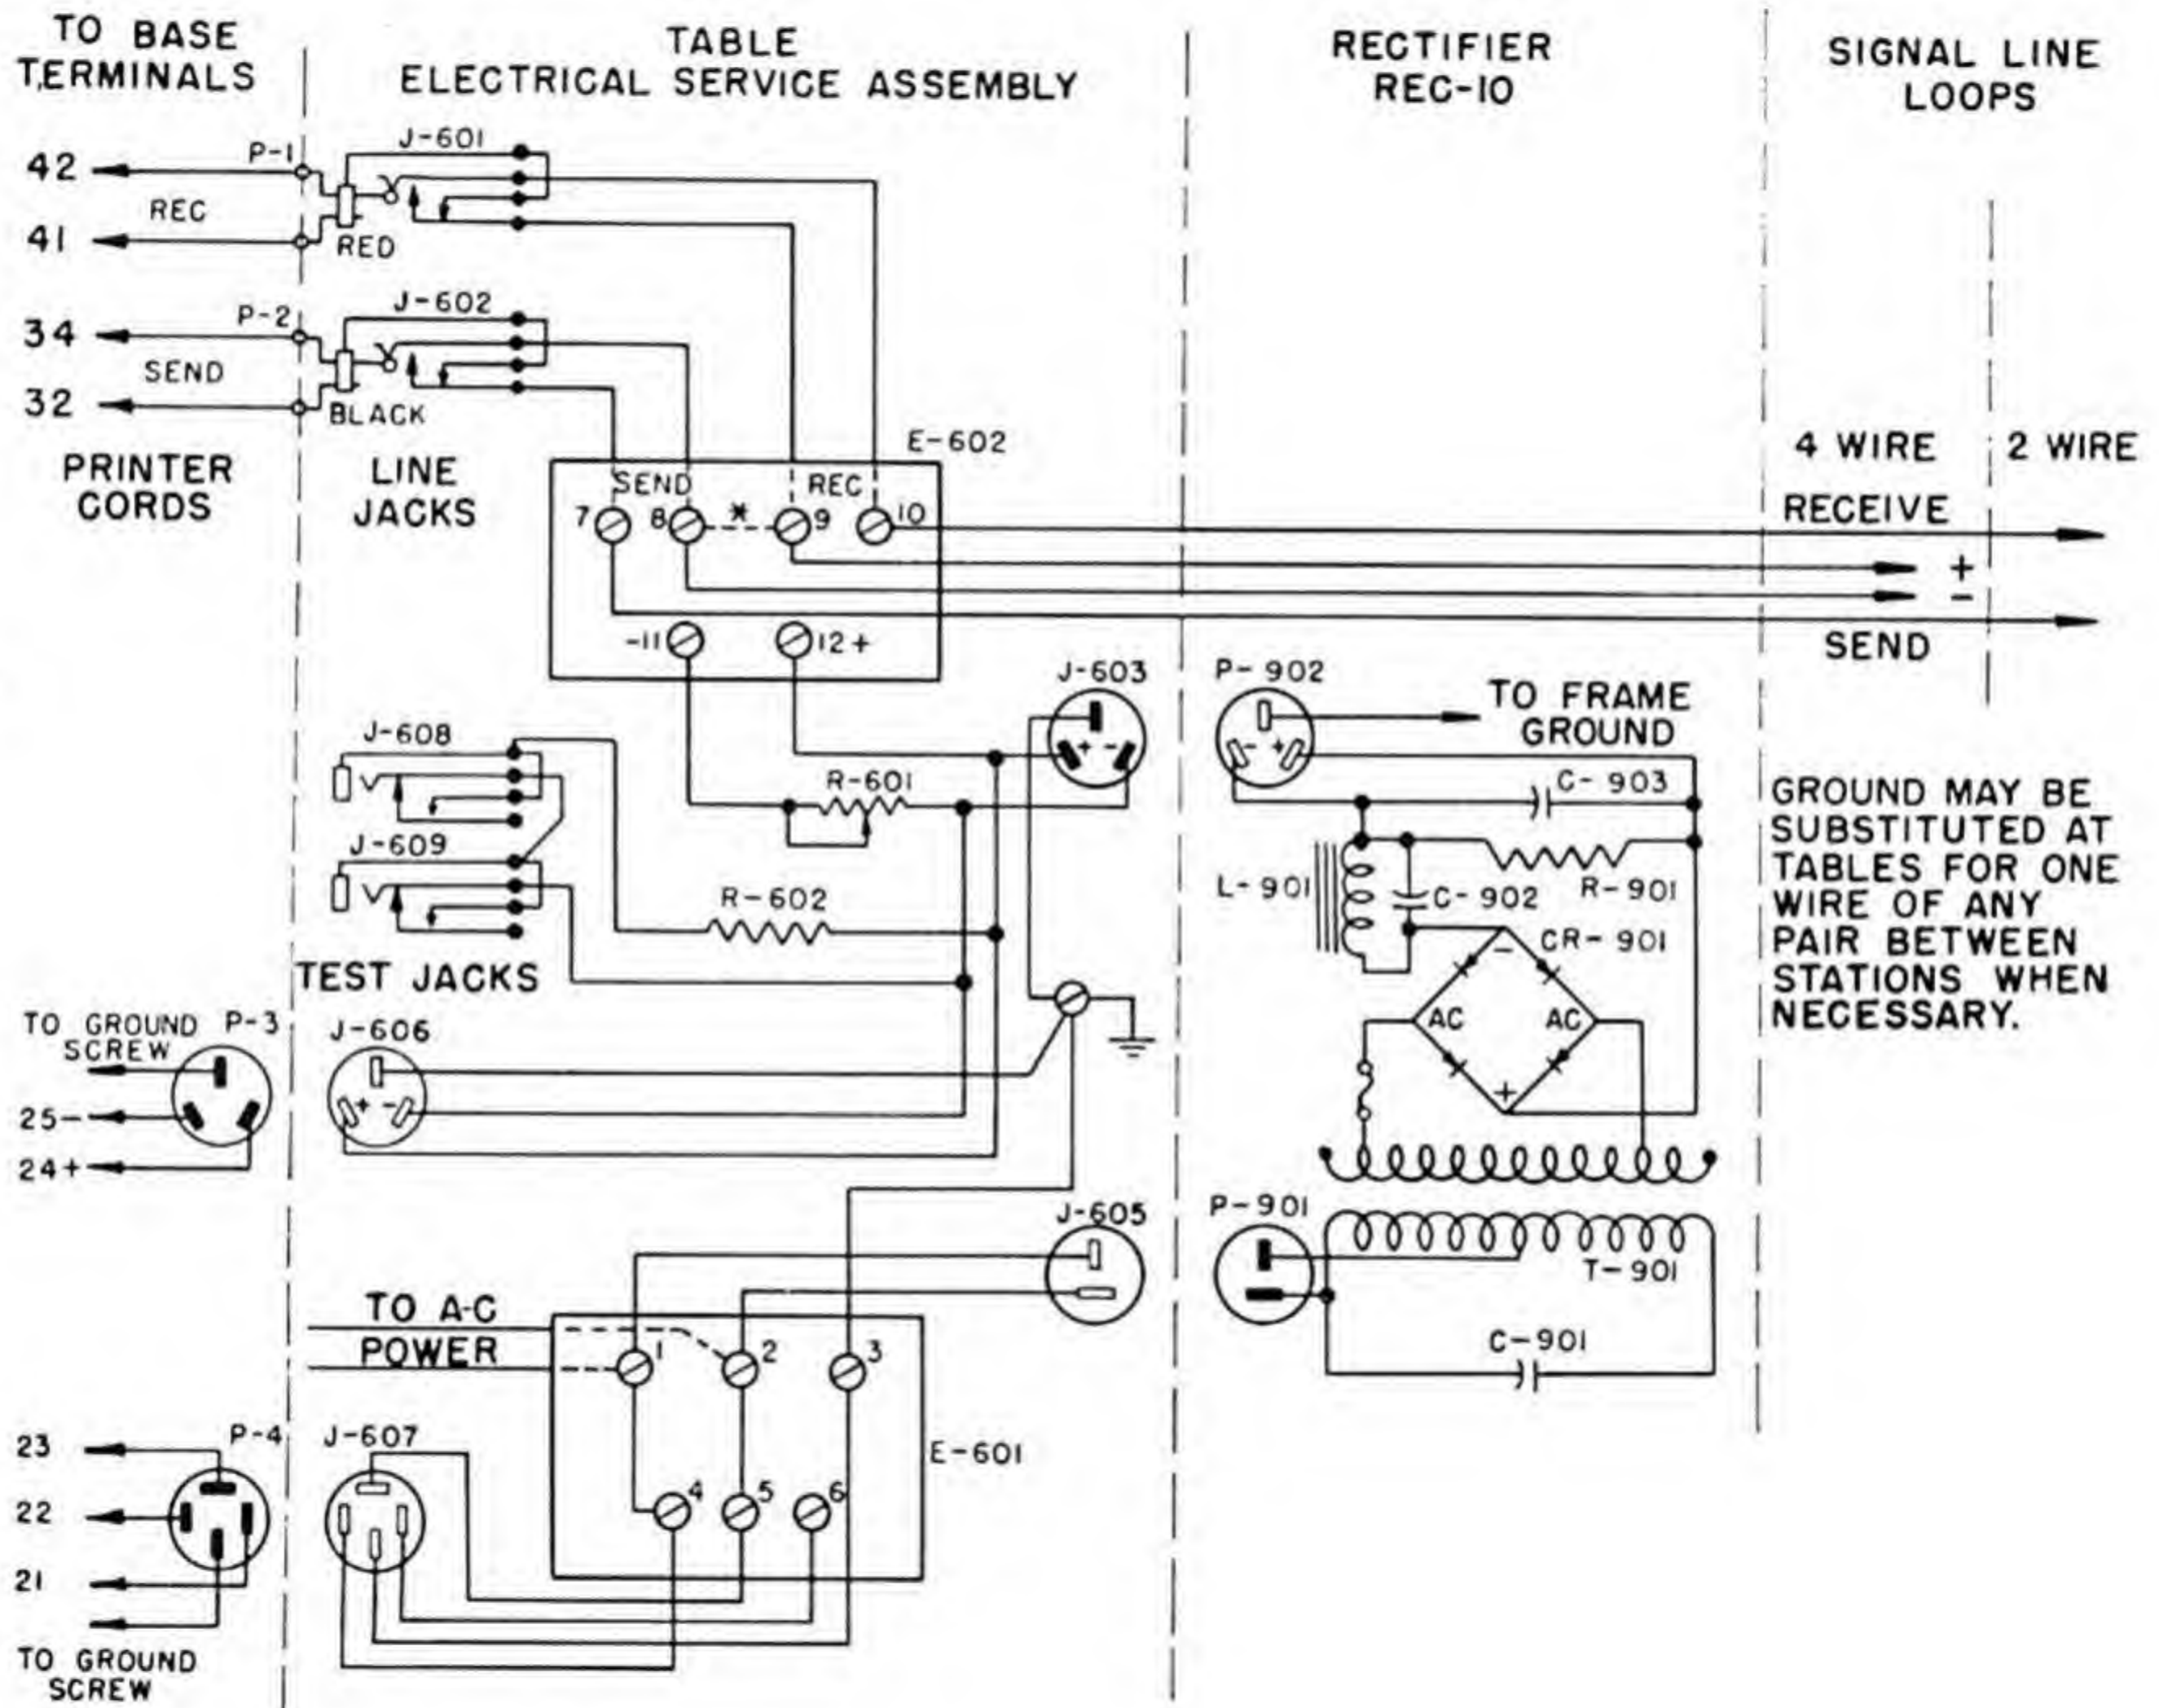 TO BASE
TERMINALS
TABLE
ELECTRICAL SERVICE ASSEMBLY
RECTIFIER
REC-10
SIGNAL LINE
LOOPS
42
P-1
J-601
REC
41
RED
34
P-2
J-602
SEND
32
BLACK
PRINTER
CORDS
LINE
JACKS
E-602
SEND
REC
7
8
*
9
10
-11
12+
4 WIRE
2 WIRE
RECEIVE
+
-
SEND
J-603
+ -
P-902
- +
TO FRAME
GROUND
J-608
R-601
C-903
J-609
R-602
L-901
C-902
R-901
CR-901
-
AC
AC
+
GROUND MAY BE
SUBSTITUTED AT
TABLES FOR ONE
WIRE OF ANY
PAIR BETWEEN
STATIONS WHEN
NECESSARY.
TEST JACKS
TO GROUND
SCREW
P-3
J-606
+ -
25-
24+
J-605
P-901
T-901
C-901
TO A-C
POWER
1
2
3
4
5
6
E-601
23
P-4
J-607
22
21
TO GROUND
SCREW